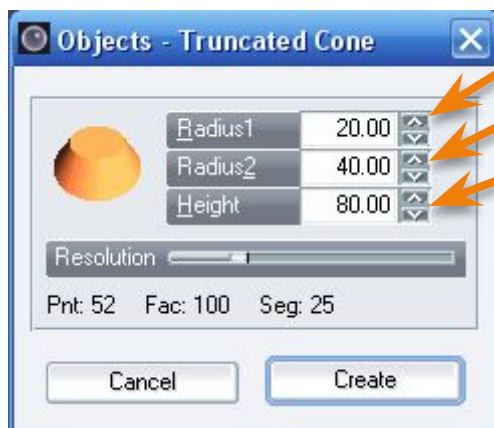 Objects - Truncated Cone
Radius1 20.00
Radius2 40.00
Height 80.00
Resolution
Pnt: 52 Fac: 100 Seg: 25
Cancel Create